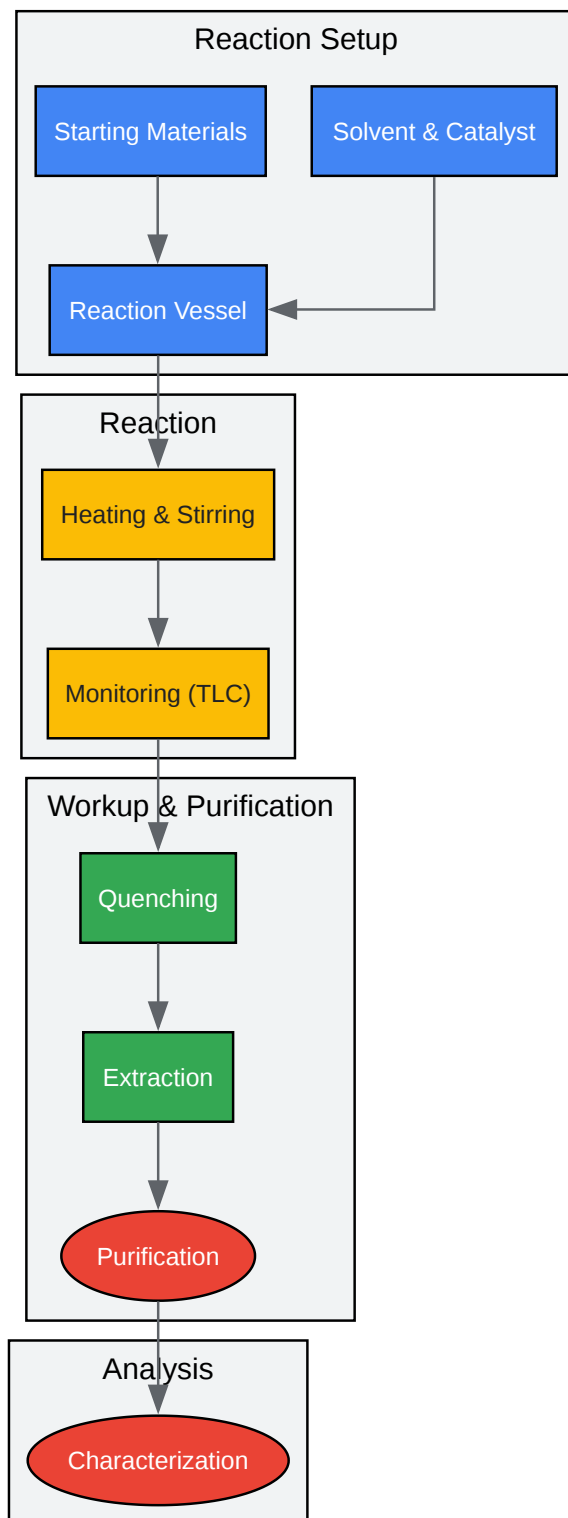 Reaction Setup
Starting Materials
Solvent & Catalyst
Reaction Vessel
Reaction
Heating & Stirring
Monitoring (TLC)
Workup & Purification
Quenching
Extraction
Purification
Analysis
Characterization